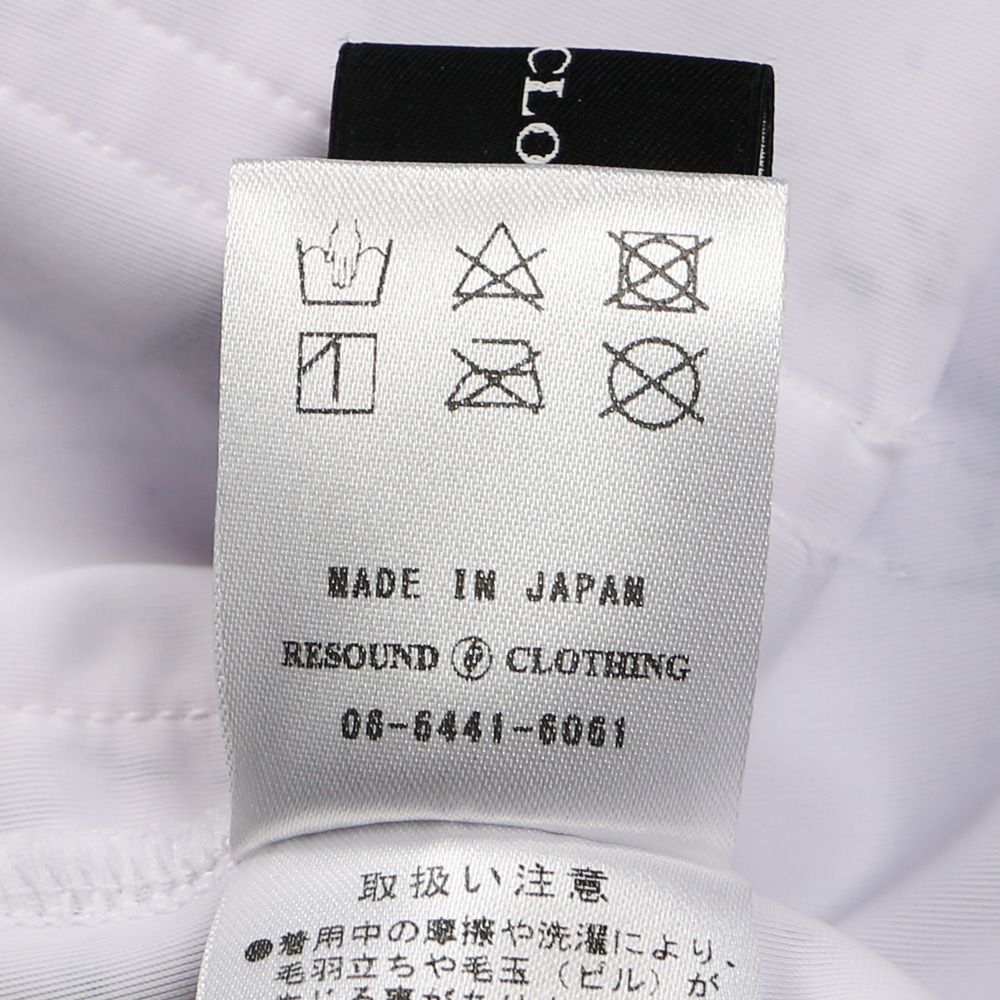 CLO
MADE IN JAPAN
RESOUND CLOTHING
06-6441-6061
取扱い注意
●着用中の摩擦や洗濯により、
毛羽立ちや毛玉(ピル)が